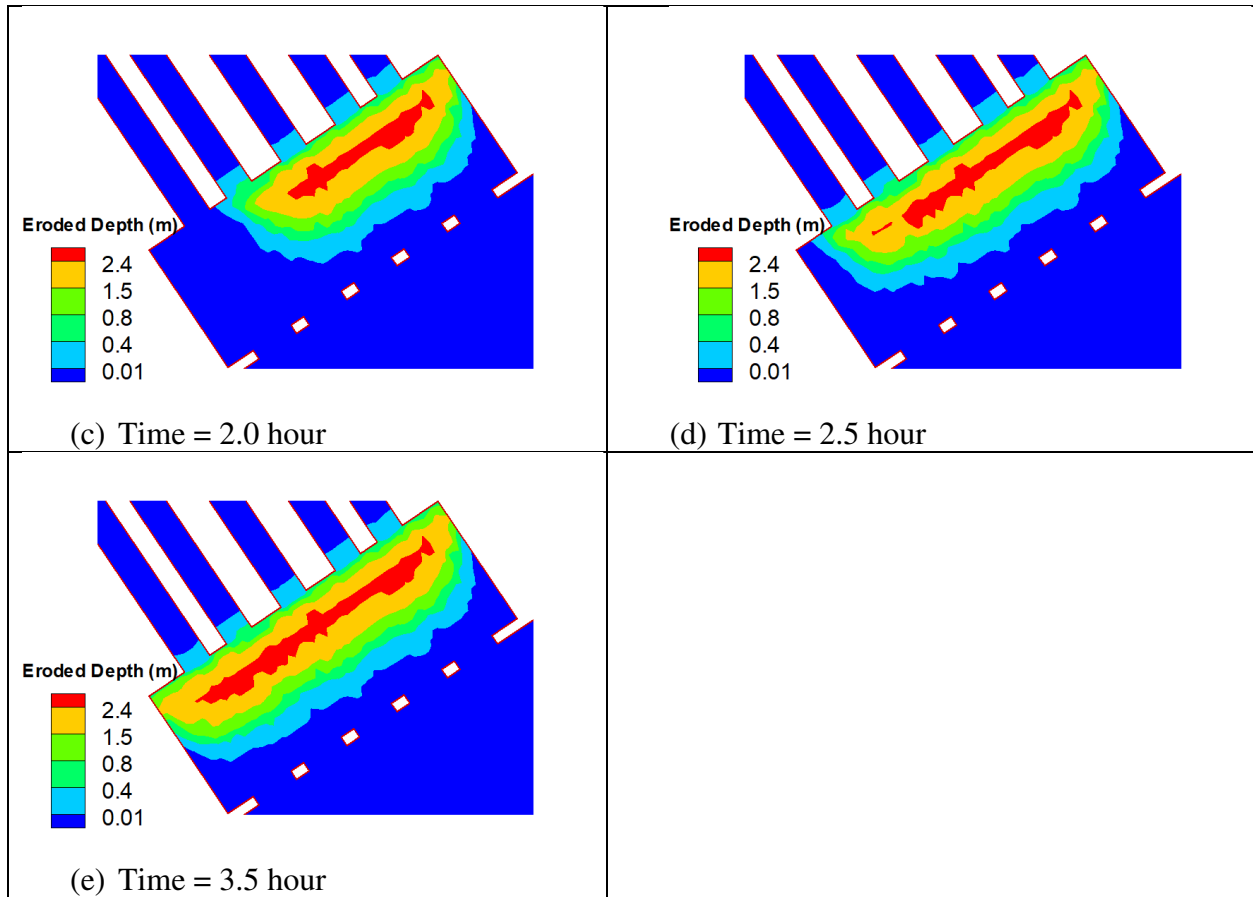 Eroded Depth (m)
2.4
1.5
0.8
0.4
0.01
(c) Time = 2.0 hour
Eroded Depth (m)
2.4
1.5
0.8
0.4
0.01
(d) Time = 2.5 hour
Eroded Depth (m)
2.4
1.5
0.8
0.4
0.01
(e) Time = 3.5 hour